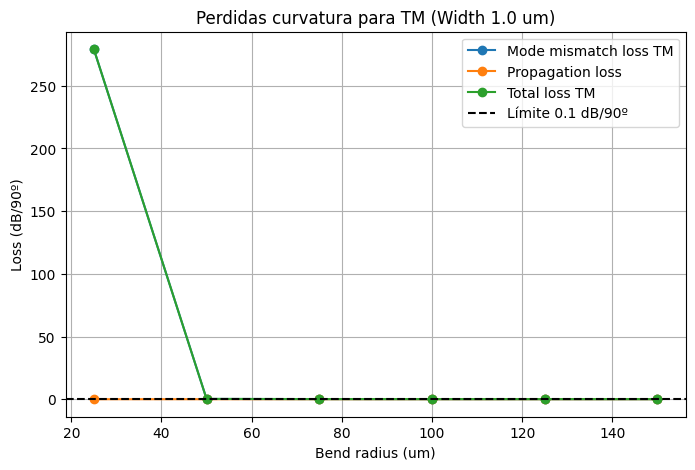 Perdidas curvatura para TM (Width 1.0 um)
Mode mismatch loss TM
Propagation loss
Total loss TM
Límite 0.1 dB/90º
Loss (dB/90º)
250
200
150
100
50
0
20
40
60
80
100
120
140
Bend radius (um)